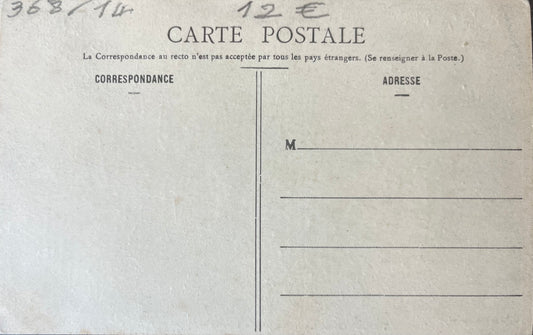 368/14 12 €
CARTE POSTALE
La Correspondance au recto n'est pas acceptée par tous les pays étrangers. (Se renseigner à la Poste.)
CORRESPONDANCE
ADRESSE
M